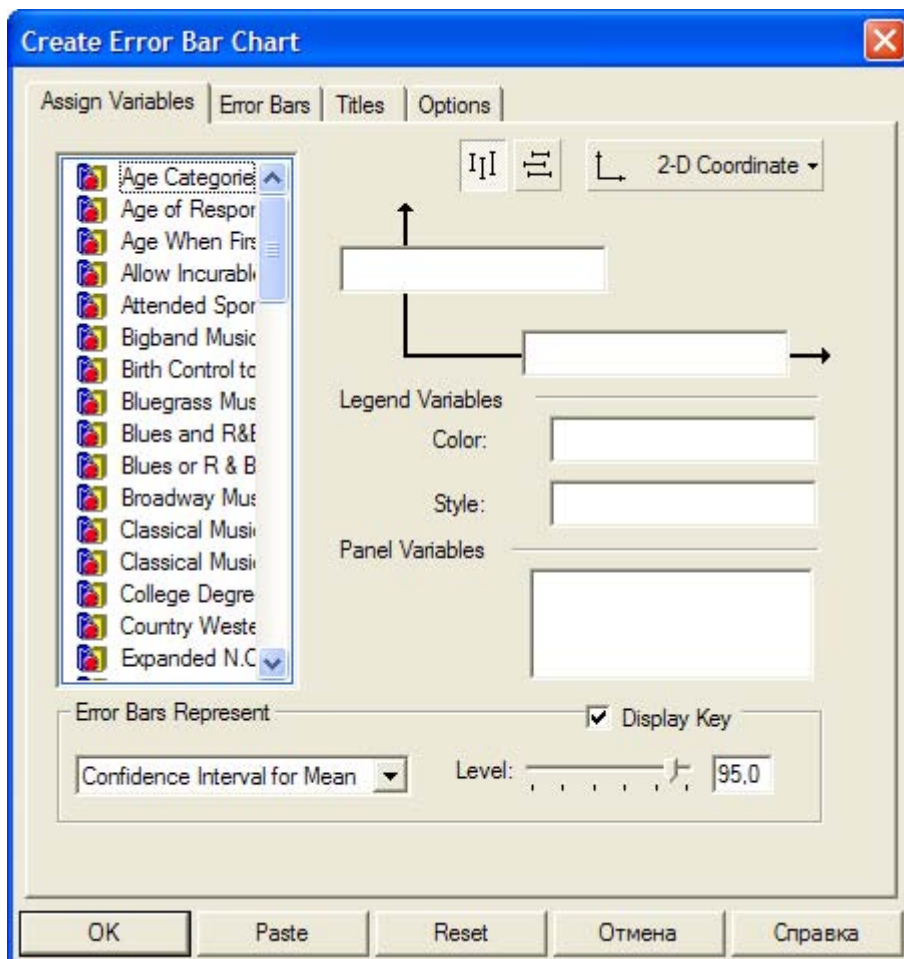 Create Error Bar Chart
Assign Variables Error Bars Titles Options
2-D Coordinate
Age Categorie
Age of Respor
Age When Firs
Allow Incurabl
Attended Spor
Bigband Music
Birth Control to
Bluegrass Mus
Blues and R&B
Blues or R & B
Broadway Mus
Classical Musi
Classical Musi
College Degre
Country Weste
Expanded N.O
Legend Variables
Color:
Style:
Panel Variables
Error Bars Represent
Display Key
Confidence Interval for Mean
Level:
95,0
OK Paste Reset Отмена Справка